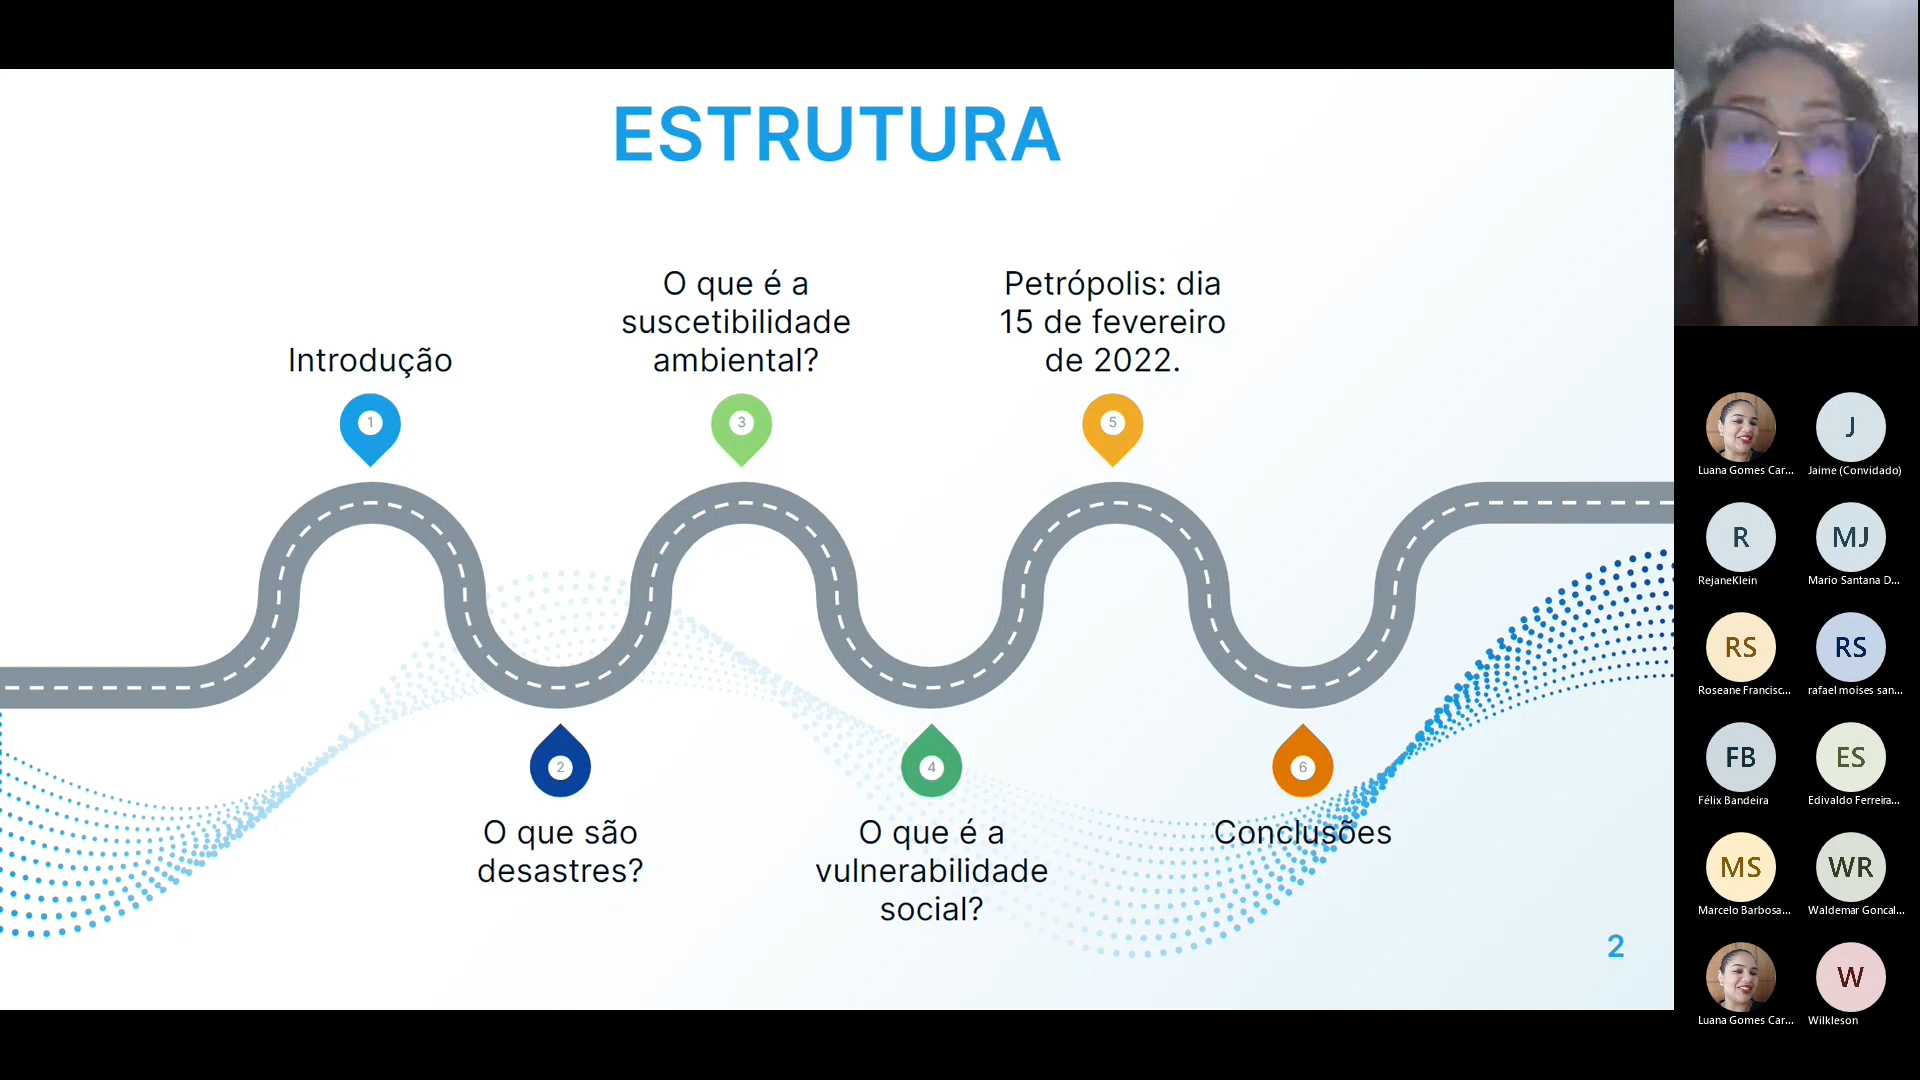 ESTRUTURA
Introdução
1
O que é a
suscetibilidade
ambiental?
3
Petrópolis: dia
15 de fevereiro
de 2022.
5
2
O que são
desastres?
4
O que é a
vulnerabilidade
social?
6
Conclusões
2
Luana Gomes Car...
J
Jaime (Convidado)
R
RejaneKlein
MJ
Mario Santana D...
RS
Roseane Francisc...
RS
rafael moises san...
FB
Félix Bandeira
ES
Edivaldo Ferreira...
MS
Marcelo Barbosa...
WR
Waldemar Goncal...
Luana Gomes Car...
W
Wilkleson